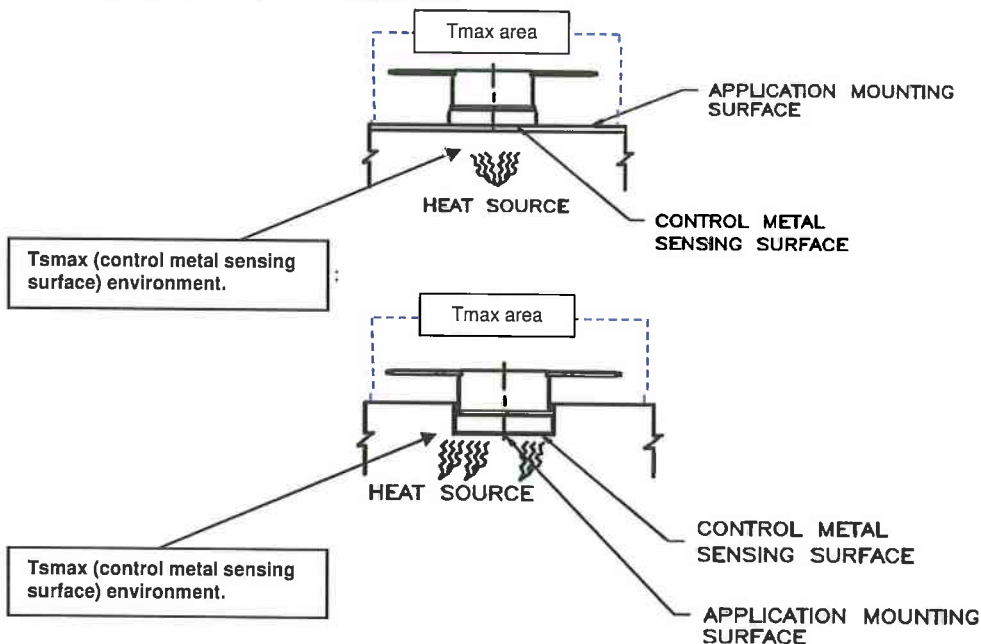 Tmax area
APPLICATION MOUNTING
SURFACE
HEAT SOURCE
CONTROL METAL
SENSING SURFACE
Tsmax (control metal sensing
surface) environment.
:
Tmax area
HEAT SOURCE
CONTROL METAL
SENSING SURFACE
Tsmax (control metal sensing
surface) environment.
APPLICATION MOUNTING
SURFACE